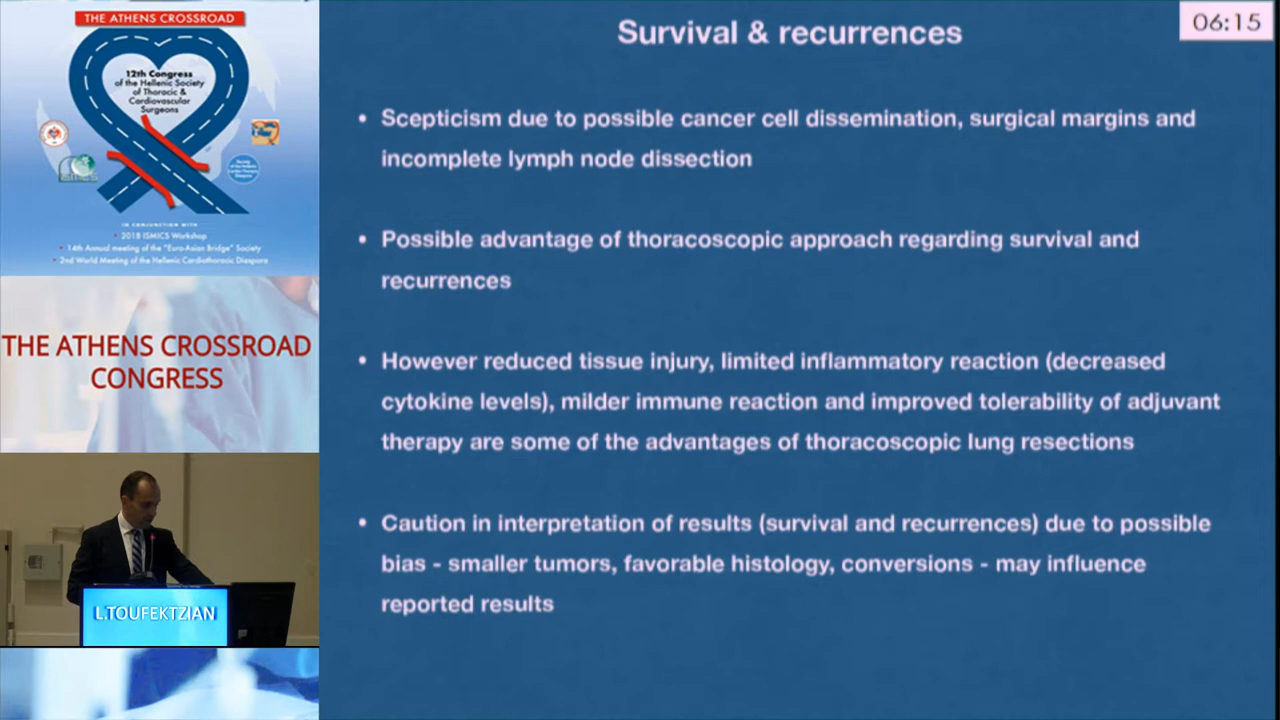 THE ATHENS CROSSROAD
12th Congress
of the Hellenic Society
of Thoracic &
Cardiovascular
Surgeons
IN CONJUNCTION WITH
• 2018 ISMICS Workshop
• 14th Annual meeting of the "Euro-Asian Bridge" Society
• 2nd World Meeting of the Hellenic Cardiothoracic Diaspora
THE ATHENS CROSSROAD
CONGRESS
L.TOUFEKTZIAN
Survival & recurrences
06:15
• Scepticism due to possible cancer cell dissemination, surgical margins and
incomplete lymph node dissection
• Possible advantage of thoracoscopic approach regarding survival and
recurrences
• However reduced tissue injury, limited inflammatory reaction (decreased
cytokine levels), milder immune reaction and improved tolerability of adjuvant
therapy are some of the advantages of thoracoscopic lung resections
• Caution in interpretation of results (survival and recurrences) due to possible
bias - smaller tumors, favorable histology, conversions - may influence
reported results